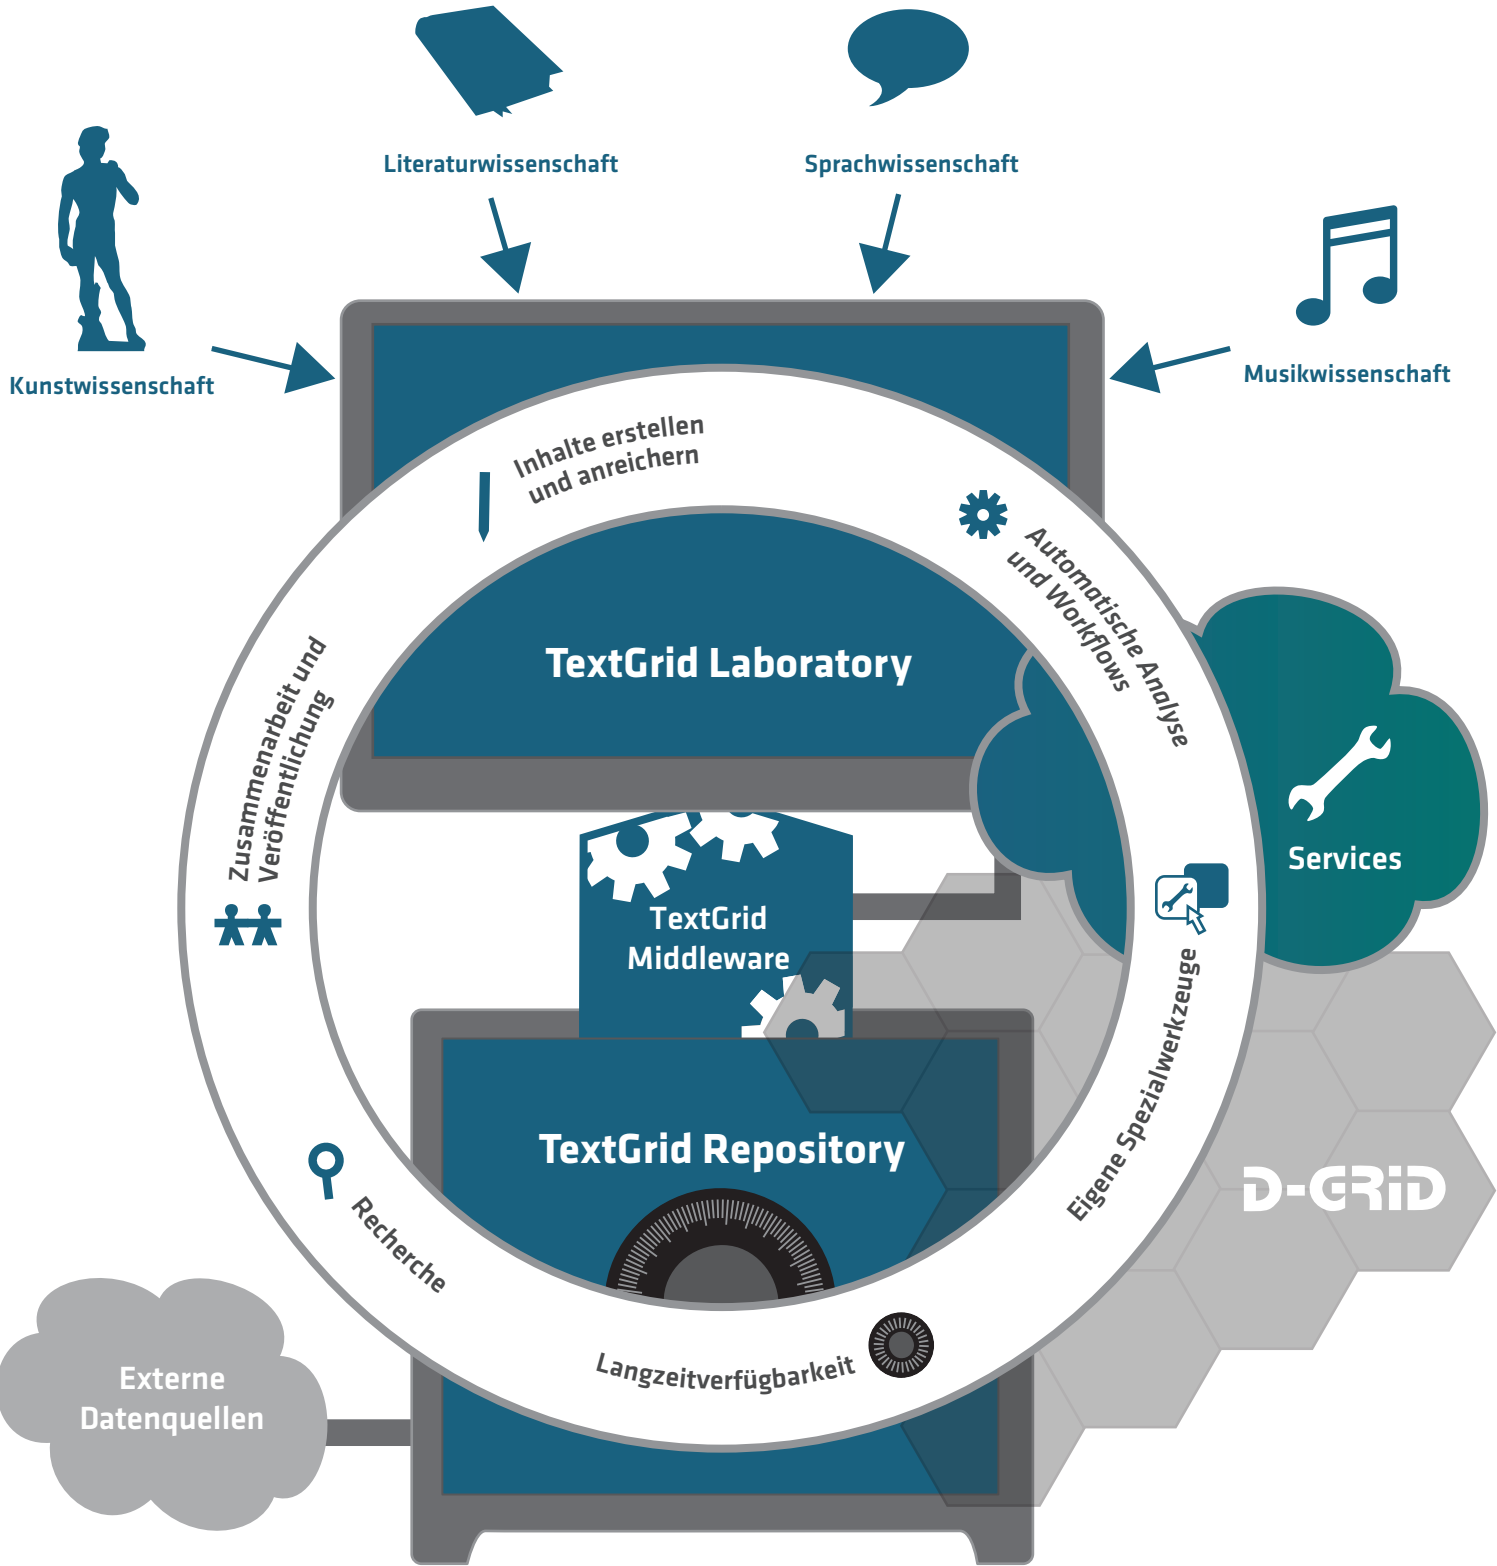 Literaturwissenschaft
Sprachwissenschaft
Kunstwissenschaft
Musikwissenschaft
Inhalte erstellen
und anreichern
Automatische Analyse
und Workflows
Zusammenarbeit und
Veröffentlichung
TextGrid Laboratory
Services
TextGrid
Middleware
Eigene Spezialwerkzeuge
TextGrid Repository
D-GRiD
Recherche
Langzeitverfügbarkeit
Externe
Datenquellen